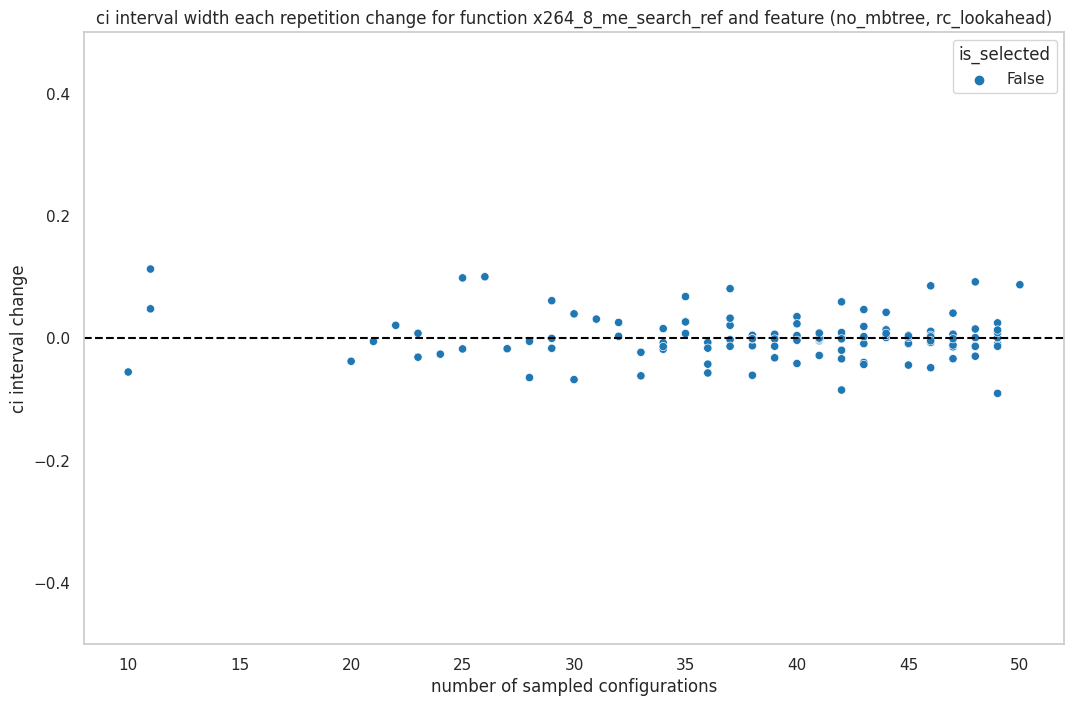 ci interval width each repetition change for function x264_8_me_search_ref and feature (no_mbtree, rc_lookahead)
is_selected
False
ci interval change
0.4
0.2
0.0
−0.2
−0.4
10
15
20
25
30
35
40
45
50
number of sampled configurations